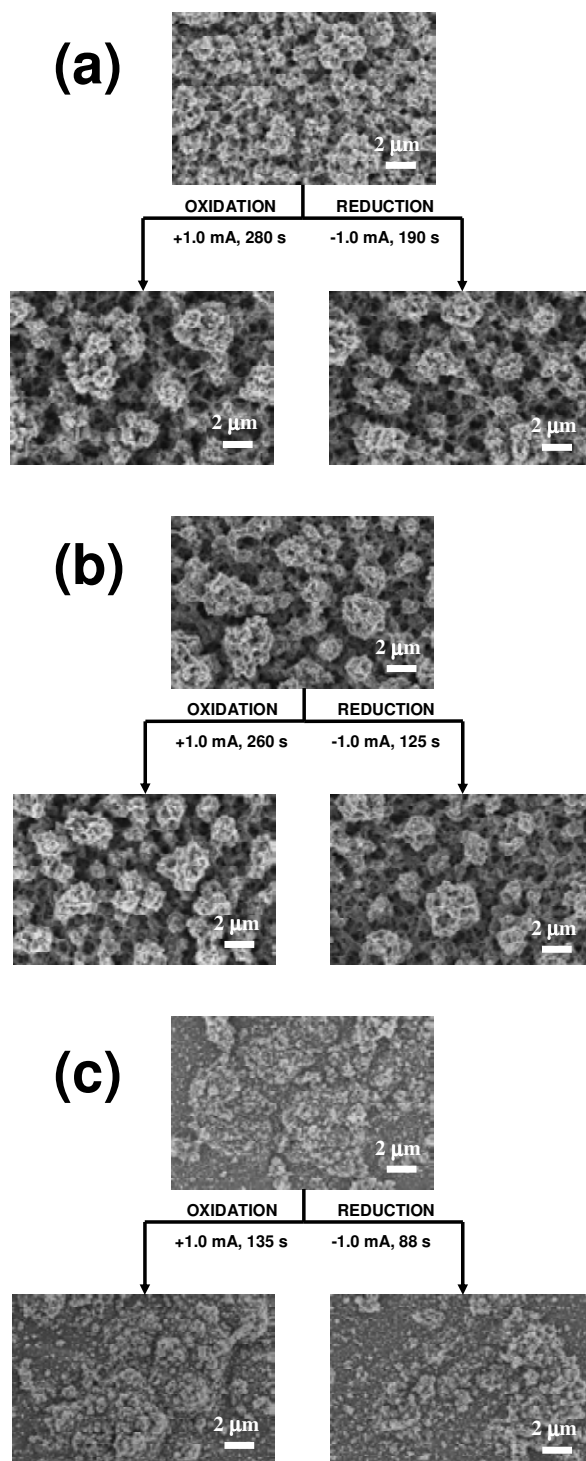 (a)
2 μm
OXIDATION REDUCTION
+1.0 mA, 280 s -1.0 mA, 190 s
2 μm 2 μm
(b)
2 μm
OXIDATION REDUCTION
+1.0 mA, 260 s -1.0 mA, 125 s
2 μm 2 μm
(c)
2 μm
OXIDATION REDUCTION
+1.0 mA, 135 s -1.0 mA, 88 s
2 μm 2 μm